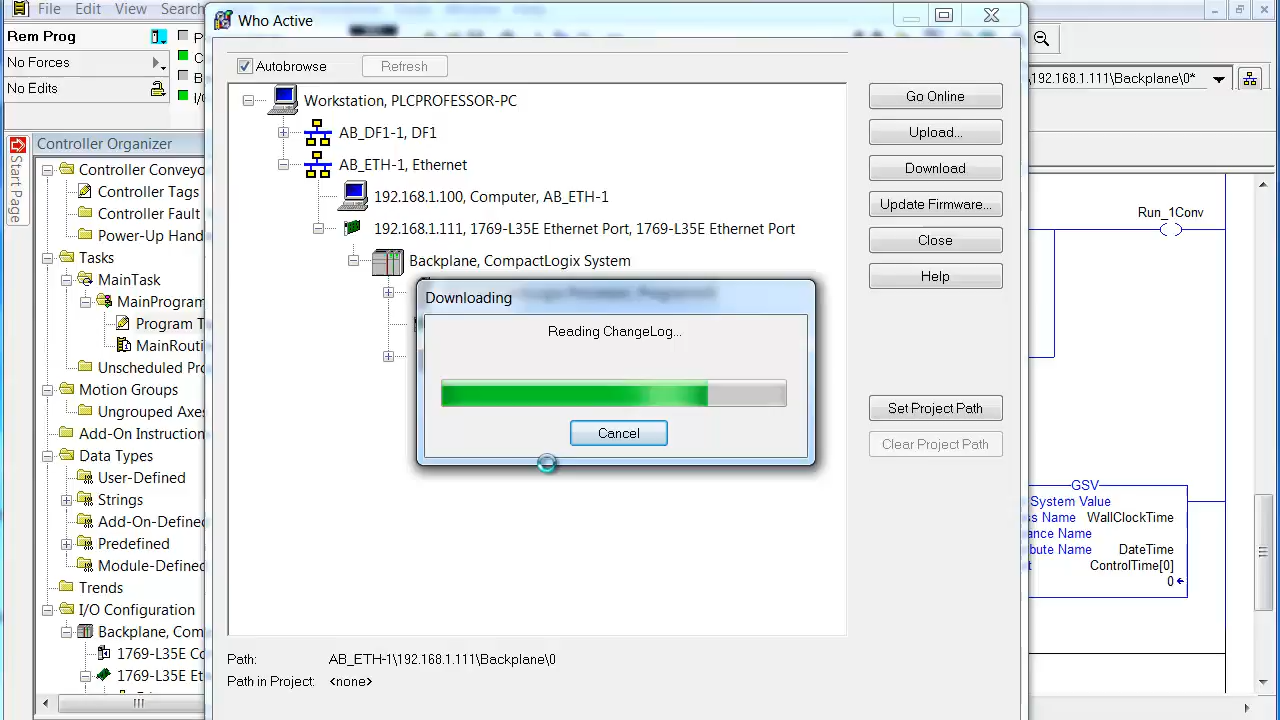 File Edit View Search
Who Active
Rem Prog
No Forces
No Edits
Autobrowse
Refresh
Workstation, PLCPROFESSOR-PC
AB_DF1-1, DF1
AB_ETH-1, Ethernet
192.168.1.100, Computer, AB_ETH-1
192.168.1.111, 1769-L35E Ethernet Port, 1769-L35E Ethernet Port
Backplane, CompactLogix System
Downloading
Reading ChangeLog...
Cancel
Path: AB_ETH-1\192.168.1.111\Backplane\0
Path in Project: <none>
Go Online
Upload...
Download
Update Firmware...
Close
Help
Set Project Path
Clear Project Path
Start Page
Controller Organizer
Controller Conveyo
Controller Tags
Controller Fault
Power-Up Hand
Tasks
MainTask
MainProgram
Program T
MainRouti
Unscheduled Pro
Motion Groups
Ungrouped Axes
Add-On Instruction
Data Types
User-Defined
Strings
Add-On-Defined
Predefined
Module-Defined
Trends
I/O Configuration
Backplane, Com
1769-L35E Co
1769-L35E Et
192.168.1.111\Backplane\0*
Run_1Conv
GSV
System Value
ss Name WallClockTime
ance Name
bute Name DateTime
ControlTime[0]
0